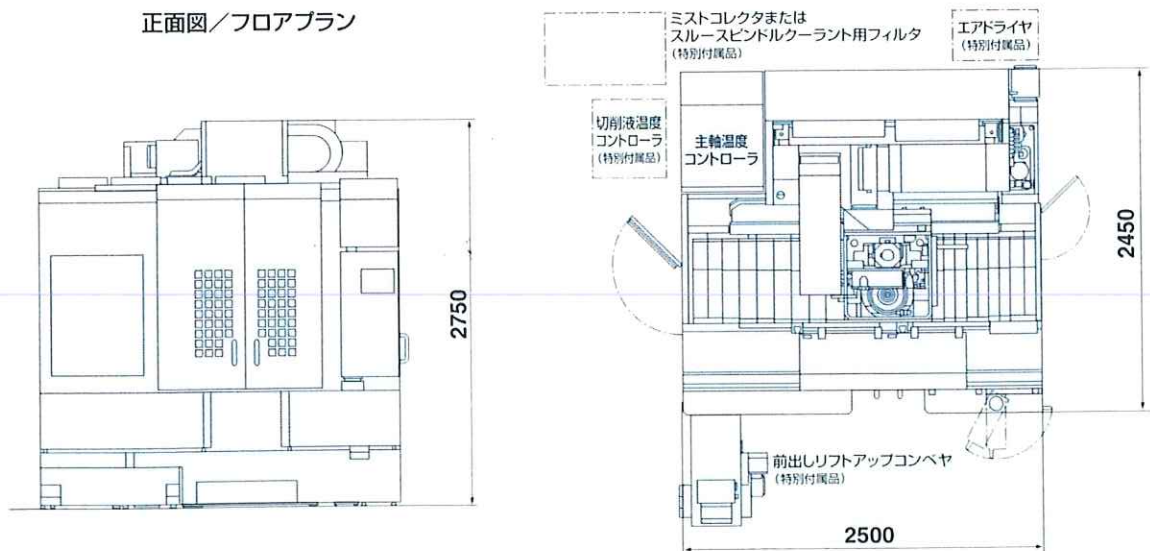 正面図／フロアプラン
ミストコレクタまたは
スルースピンドルクーラント用フィルタ
(特別付属品)
エアドライヤ
(特別付属品)
切削液温度
コントローラ
(特別付属品)
主軸温度
コントローラ
2750
2450
前出しリフトアップコンベヤ
(特別付属品)
2500